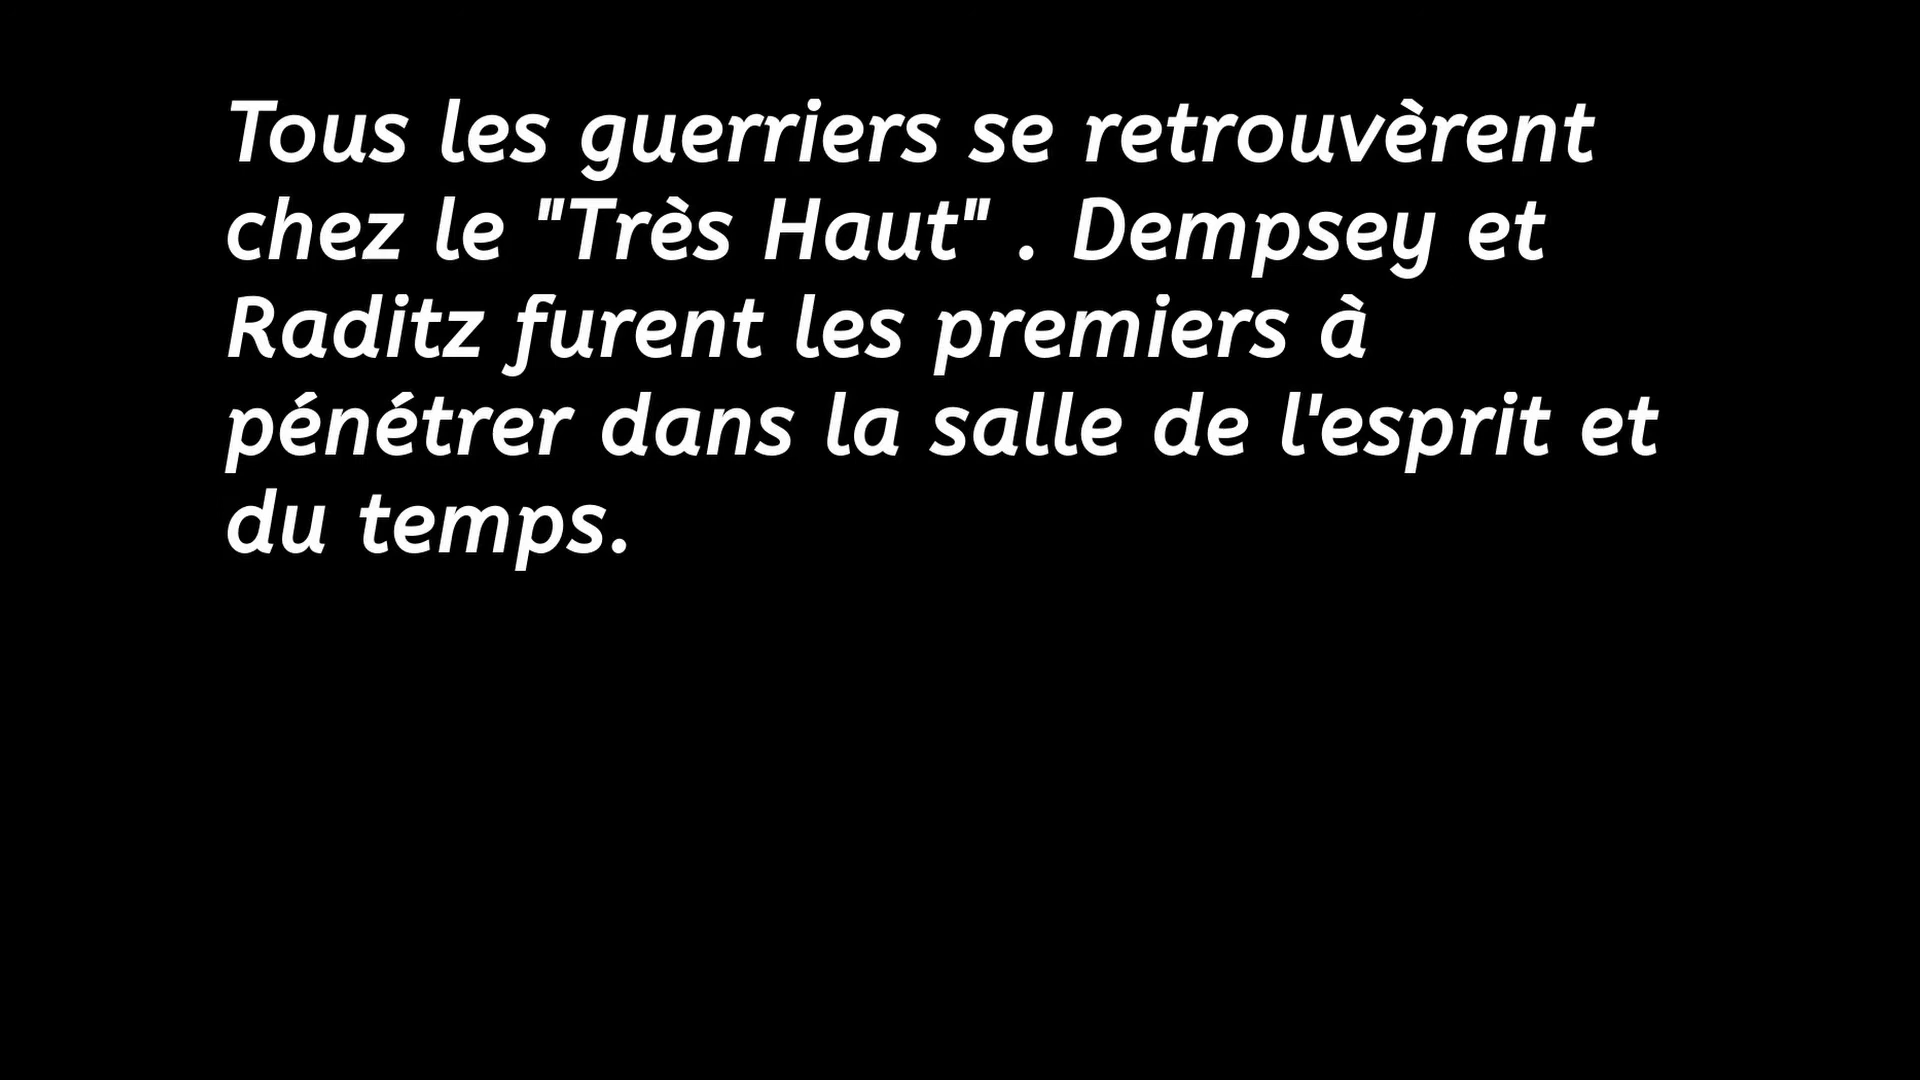 Tous les guerriers se retrouvèrent
chez le "Très Haut" . Dempsey et
Raditz furent les premiers à
pénétrer dans la salle de l'esprit et
du temps.